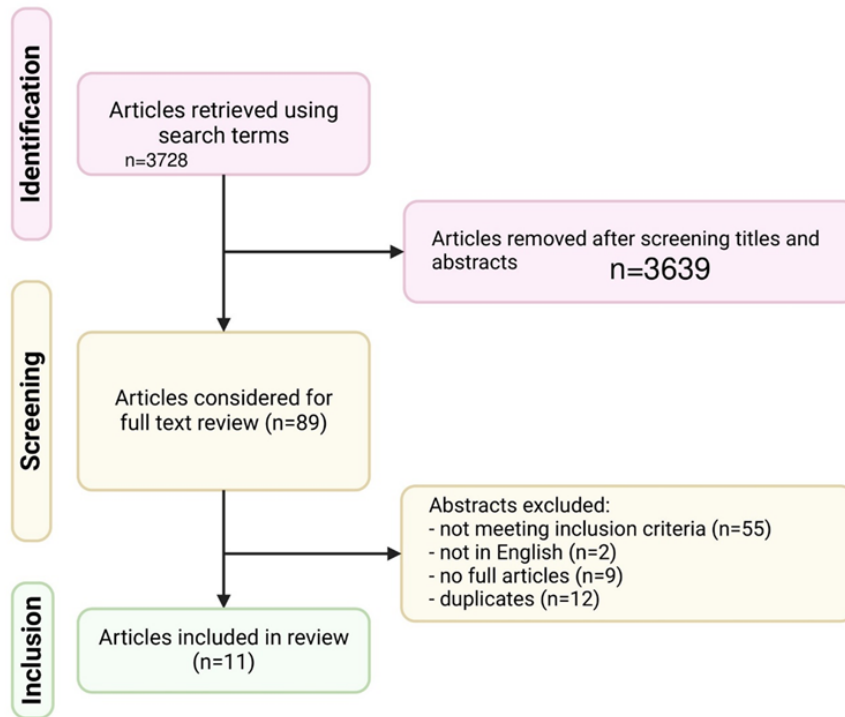 Identification
Articles retrieved using
search terms
n=3728
Articles removed after screening titles and
abstracts n=3639
Screening
Articles considered for
full text review (n=89)
Abstracts excluded:
- not meeting inclusion criteria (n=55)
- not in English (n=2)
- no full articles (n=9)
- duplicates (n=12)
Inclusion
Articles included in review
(n=11)